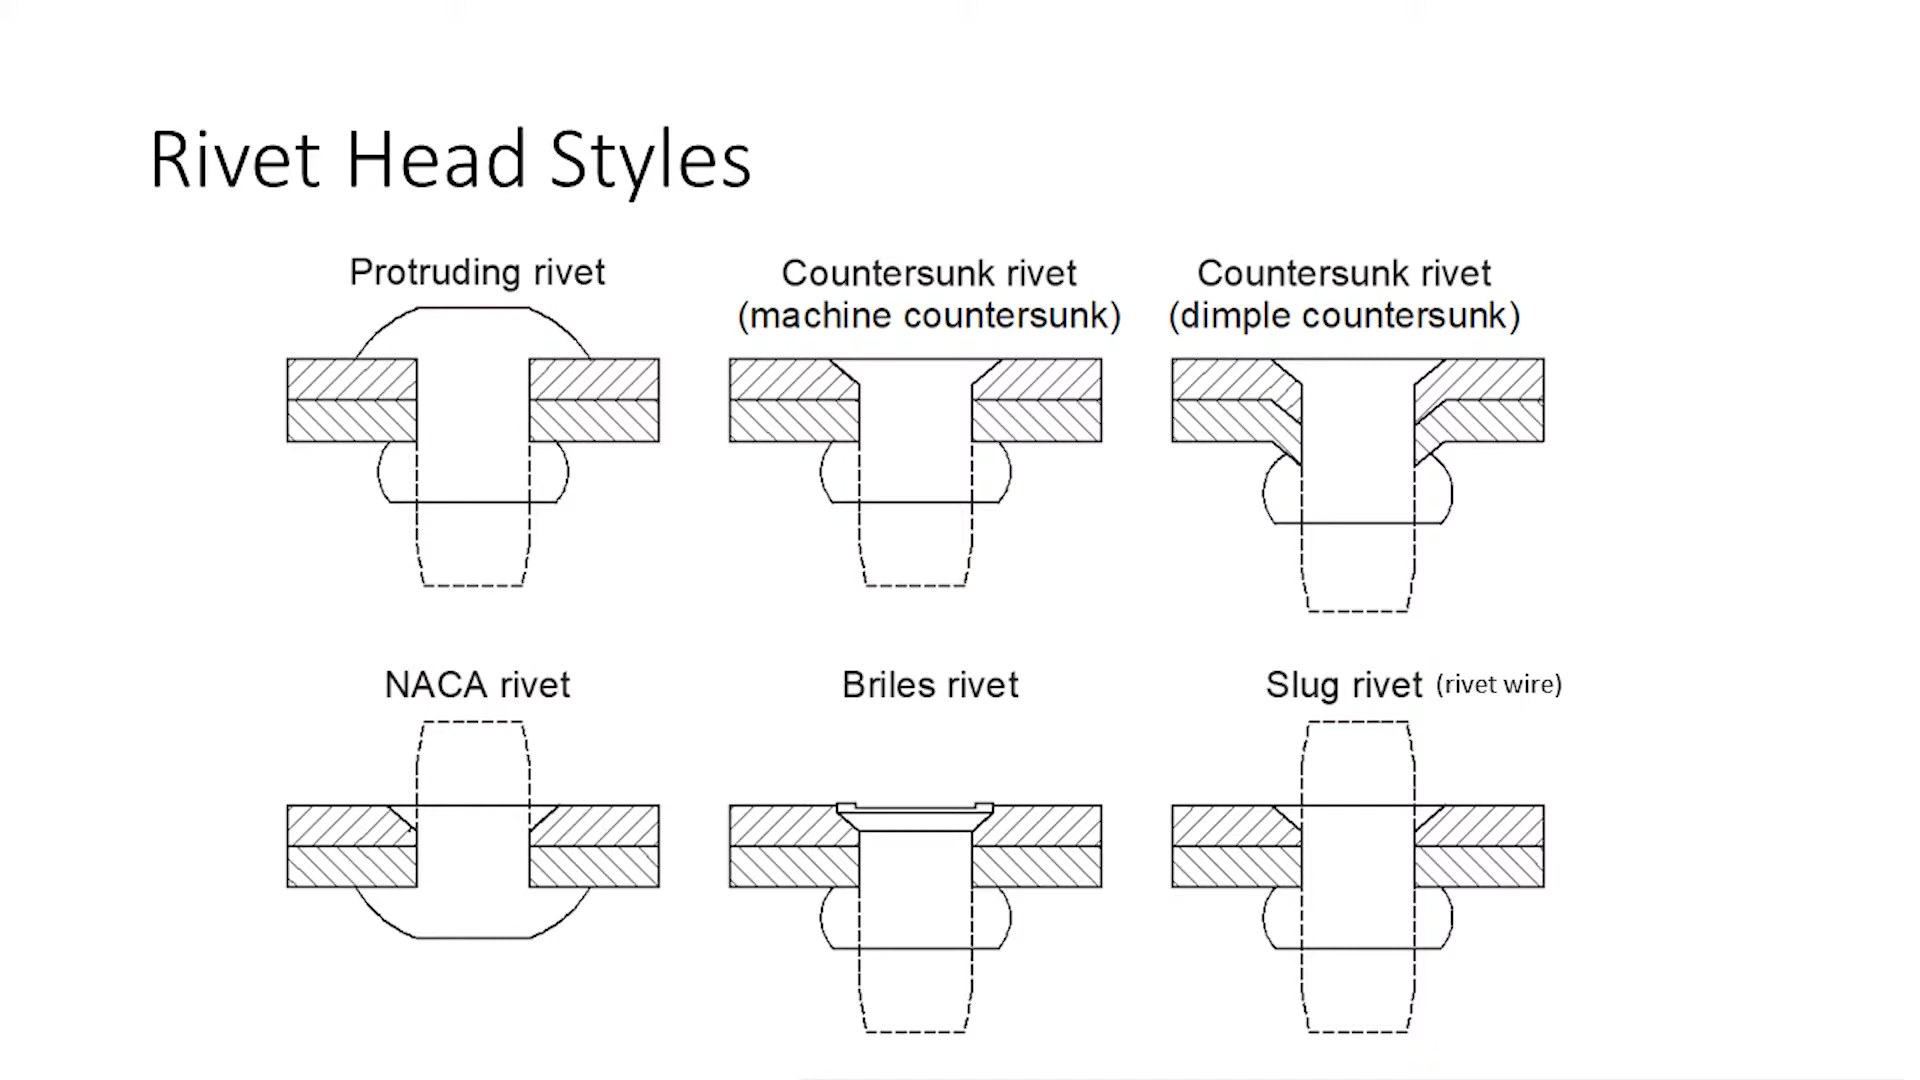 Rivet Head Styles
Protruding rivet
Countersunk rivet
(machine countersunk)
Countersunk rivet
(dimple countersunk)
NACA rivet
Briles rivet
Slug rivet (rivet wire)